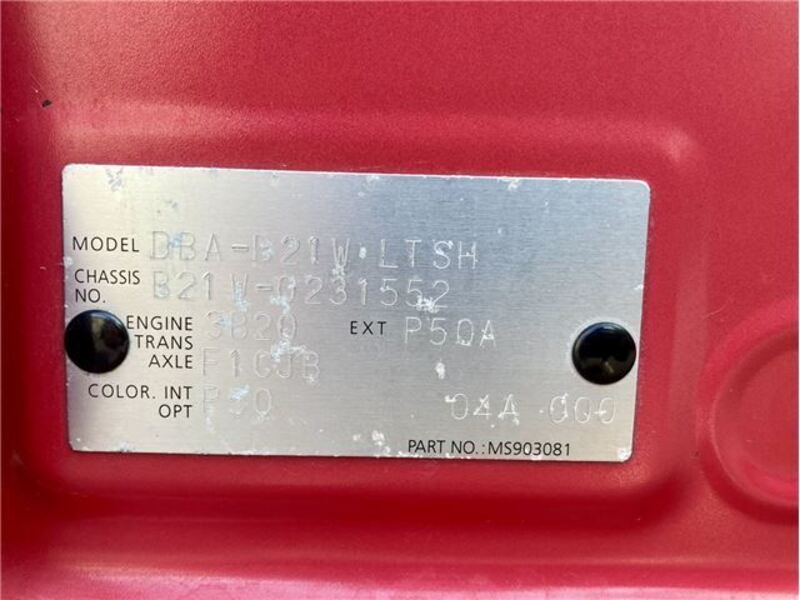 MODEL DBA-B21W LTSH
CHASSIS NO. B21W-0231552
ENGINE 3B20 EXT P50A
TRANS AXLE F1CJB
COLOR. INT OPT 04A 000
PART NO.:MS903081